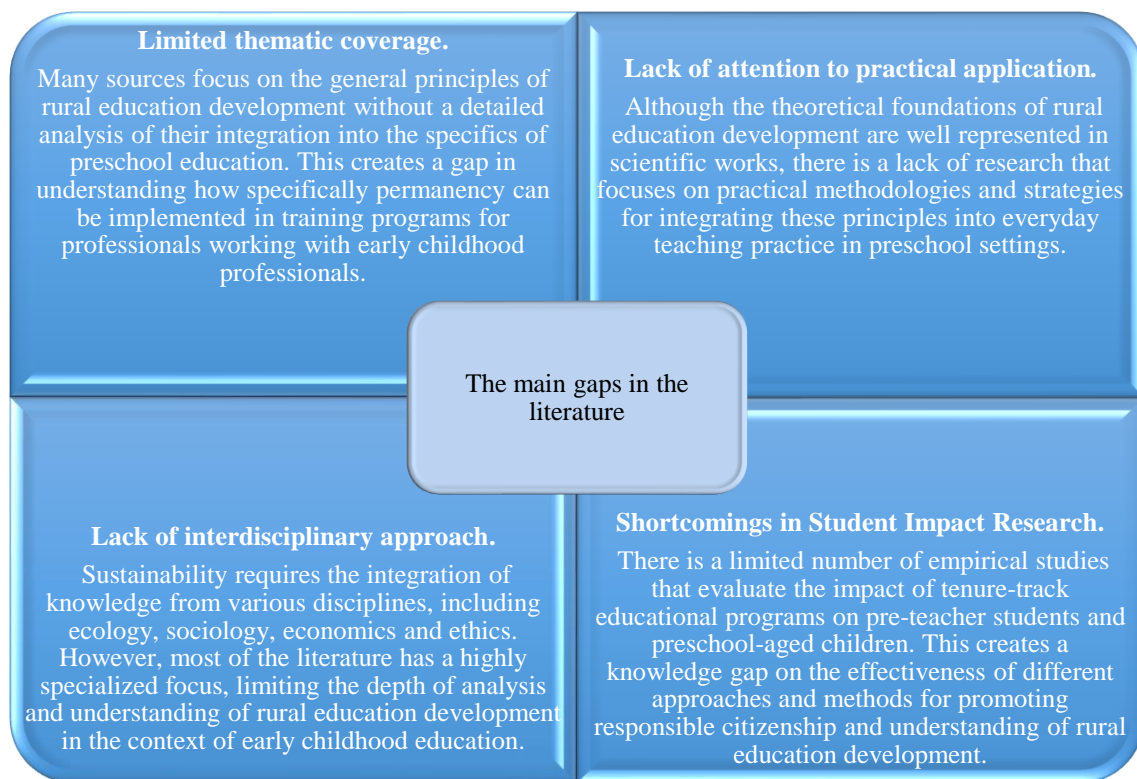 Limited thematic coverage.
Many sources focus on the general principles of
rural education development without a detailed
analysis of their integration into the specifics of
preschool education. This creates a gap in
understanding how specifically permanency can
be implemented in training programs for
professionals working with early childhood
professionals.
Lack of attention to practical application.
Although the theoretical foundations of rural
education development are well represented in
scientific works, there is a lack of research that
focuses on practical methodologies and strategies
for integrating these principles into everyday
teaching practice in preschool settings.
The main gaps in the
literature
Lack of interdisciplinary approach.
Sustainability requires the integration of
knowledge from various disciplines, including
ecology, sociology, economics and ethics.
However, most of the literature has a highly
specialized focus, limiting the depth of analysis
and understanding of rural education development
in the context of early childhood education.
Shortcomings in Student Impact Research.
There is a limited number of empirical studies
that evaluate the impact of tenure-track
educational programs on pre-teacher students and
preschool-aged children. This creates a
knowledge gap on the effectiveness of different
approaches and methods for promoting
responsible citizenship and understanding of rural
education development.